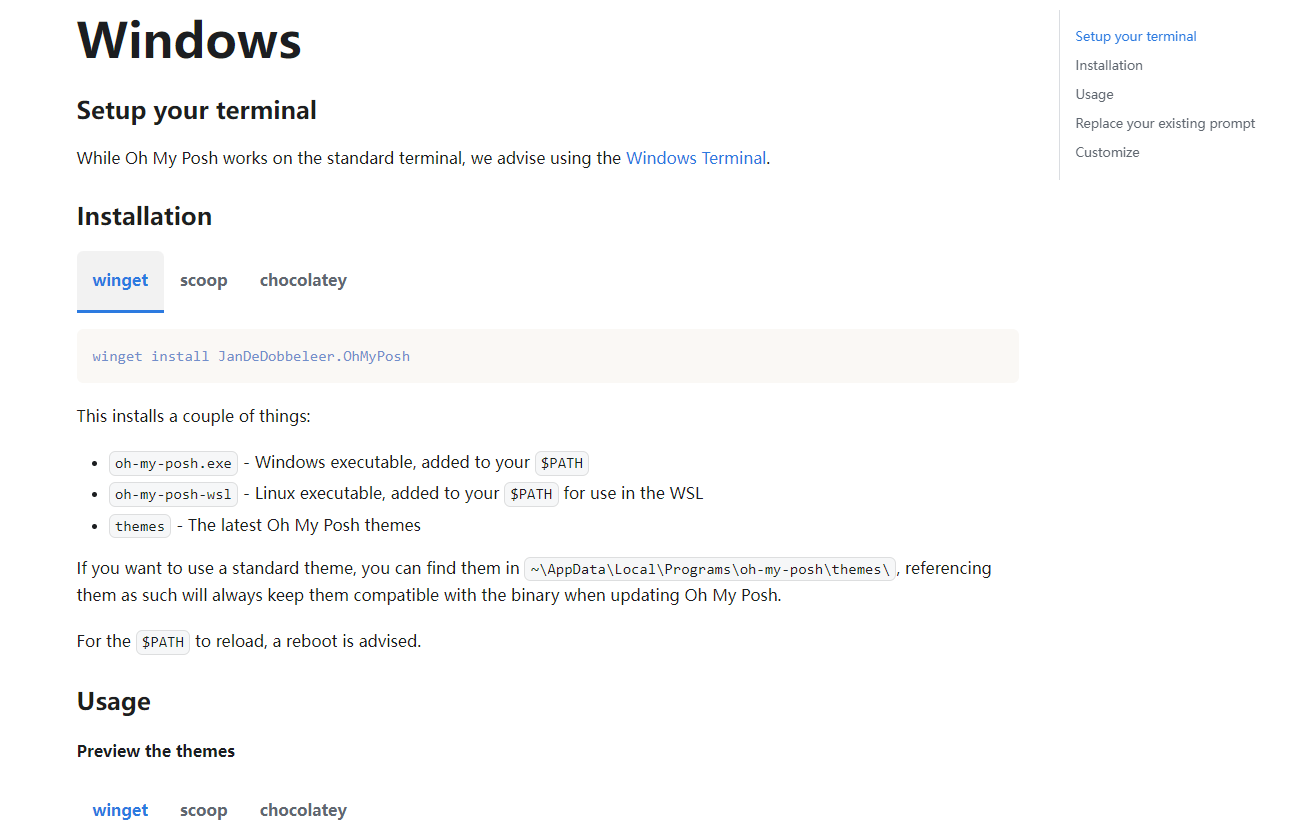 Windows
Setup your terminal
While Oh My Posh works on the standard terminal, we advise using the Windows Terminal.
Installation
winget scoop chocolatey
winget install JanDeDobbeleer.OhMyPosh
This installs a couple of things:
• oh-my-posh.exe - Windows executable, added to your $PATH
• oh-my-posh-wsl - Linux executable, added to your $PATH for use in the WSL
• themes - The latest Oh My Posh themes
If you want to use a standard theme, you can find them in ~\AppData\Local\Programs\oh-my-posh\themes\, referencing
them as such will always keep them compatible with the binary when updating Oh My Posh.
For the $PATH to reload, a reboot is advised.
Usage
Preview the themes
winget scoop chocolatey
Setup your terminal
Installation
Usage
Replace your existing prompt
Customize